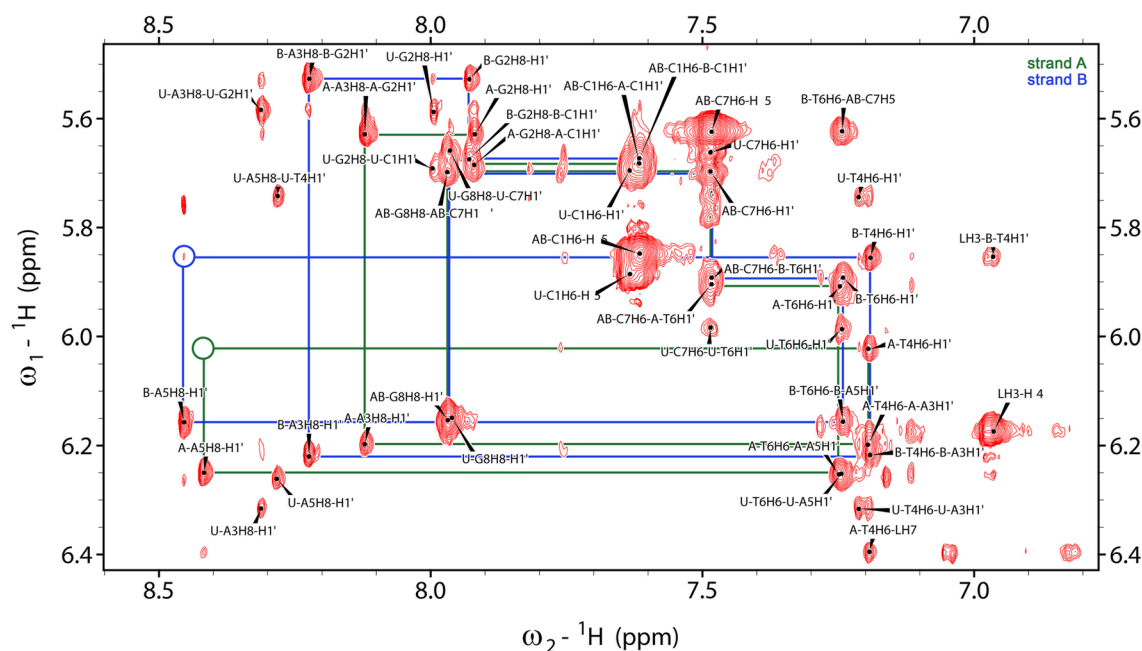 8.5 8.0 7.5 7.0
strand A
strand B
B-A3H8-B-G2H1'
U-G2H8-H1'
B-G2H8-H1'
AB-C1H6-B-C1H1'
A-A3H8-A-G2H1'
AB-C1H6-A-C1H1'
A-G2H8-H1'
U-A3H8-U-G2H1'
AB-C7H6-H 5
B-T6H6-AB-C7H5
B-G2H8-B-C1H1'
5.6
A-G2H8-A-C1H1'
U-C7H6-H1'
U-G2H8-U-C1H1'
U-A5H8-U-T4H1'
U-G8H8-U-C7H1'
U-T4H6-H1'
AB-G8H8-AB-C7H1 '
U-C1H6-H1'
AB-C7H6-H1'
5.8
B-T4H6-H1'
AB-C1H6-H 5
LH3-B-T4H1'
AB-C7H6-B-T6H1'
U-C1H6-H 5
A-T6H6-H1'
B-T6H6-H1'
AB-C7H6-A-T6H1'
U-T6H6-H1'
A-T4H6-H1'
U-C7H6-U-T6H1'
6.0
B-A5H8-H1'
AB-G8H8-H1'
B-T6H6-B-A5H1'
LH3-H 4
A-T4H6-A-A3H1'
B-A3H8-H1'
A-A3H8-H1'
6.2
A-A5H8-H1'
A-T6H6-A-A5H1'
B-T4H6-B-A3H1'
U-G8H8-H1'
U-A5H8-H1'
U-T6H6-U-A5H1'
U-T4H6-U-A3H1'
U-A3H8-H1'
A-T4H6-LH7
6.4
5.6
5.8
6.0
6.2
6.4
ω1 - 1H (ppm)
8.5 8.0 7.5 7.0
ω2 - 1H (ppm)